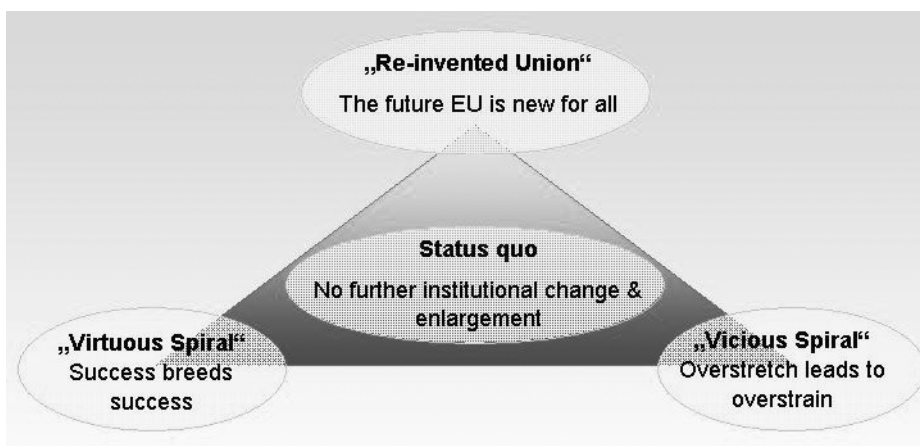 „Re-invented Union“
The future EU is new for all
Status quo
No further institutional change &
enlargement
„Virtuous Spiral“
Success breeds
success
„Vicious Spiral“
Overstretch leads to
overstrain